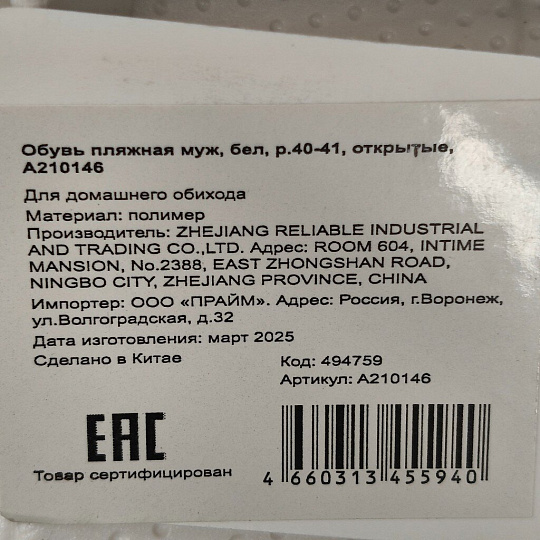 Обувь пляжная муж, бел, р.40-41, открытые,
А210146
Для домашнего обихода
Материал: полимер
Производитель: ZHEJIANG RELIABLE INDUSTRIAL
AND TRADING CO.,LTD. Адрес: ROOM 604, INTIME
MANSION, No.2388, EAST ZHONGSHAN ROAD,
NINGBO CITY, ZHEJIANG PROVINCE, CHINA
Импортер: ООО «ПРАЙМ». Адрес: Россия, г.Воронеж,
ул.Волгоградская, д.32
Дата изготовления: март 2025
Сделано в Китае
Код: 494759
Артикул: А210146
EAC
Товар сертифицирован
4 660313 455940